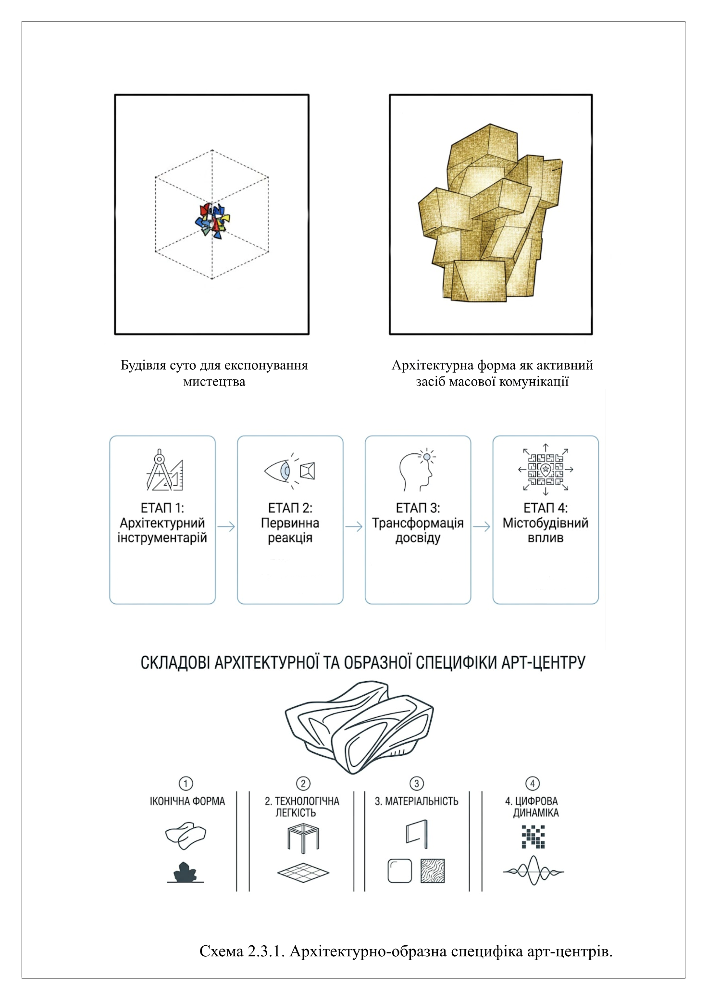 Будівля суто для експонування
мистецтва
Архітектурна форма як активний
засіб масової комунікації
ЕТАП 1:
Архітектурний
інструментарій
ЕТАП 2:
Первинна
реакція
ЕТАП 3:
Трансформація
досвіду
ЕТАП 4:
Містобудівний
вплив
СКЛАДОВІ АРХІТЕКТУРНОЇ ТА ОБРАЗНОЇ СПЕЦИФІКИ АРТ-ЦЕНТРУ
1
ІКОНІЧНА ФОРМА
2
2. ТЕХНОЛОГІЧНА
ЛЕГКІСТЬ
3
3. МАТЕРІАЛЬНІСТЬ
4
4. ЦИФРОВА
ДИНАМІКА
Схема 2.3.1. Архітектурно-образна специфіка арт-центрів.